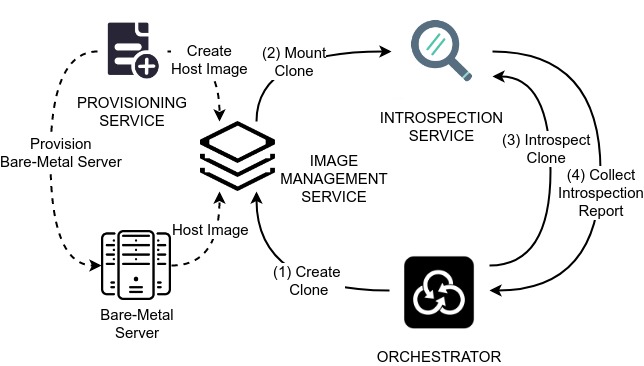 Create
Host Image
(2) Mount
Clone
PROVISIONING
SERVICE
INTROSPECTION
SERVICE
Provision
Bare-Metal Server
IMAGE
MANAGEMENT
SERVICE
(3) Introspect
Clone
(4) Collect
Introspection
Report
Host Image
(1) Create
Clone
Bare-Metal
Server
ORCHESTRATOR